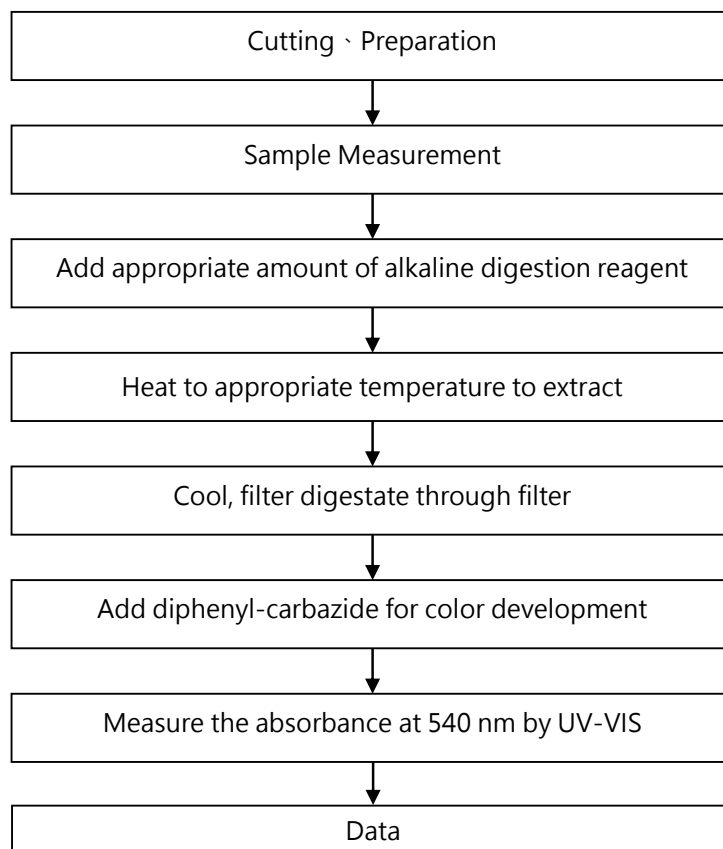 Cutting、Preparation
Sample Measurement
Add appropriate amount of alkaline digestion reagent
Heat to appropriate temperature to extract
Cool, filter digestate through filter
Add diphenyl-carbazide for color development
Measure the absorbance at 540 nm by UV-VIS
Data